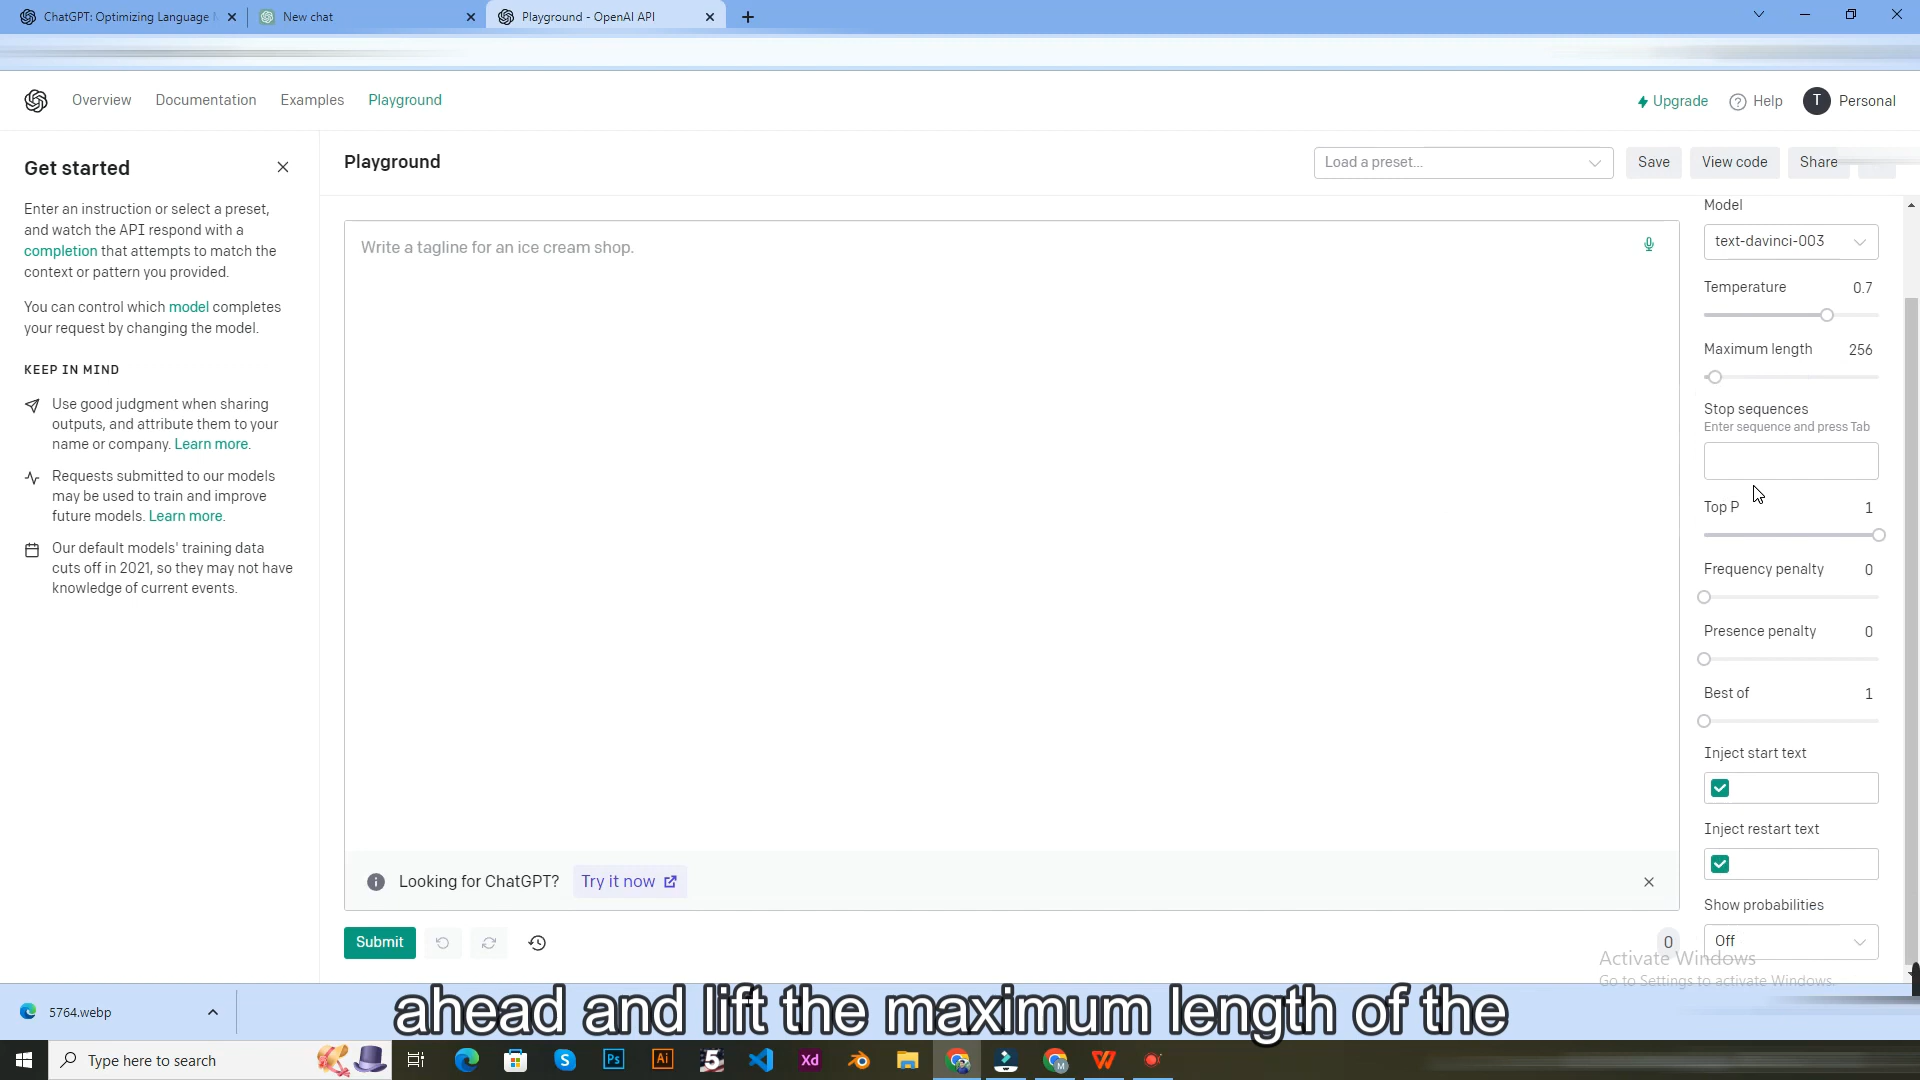 ChatGPT: Optimizing Language
New chat
Playground - OpenAI API
Overview
Documentation
Examples
Playground
Upgrade
Help
T
Personal
Get started
Enter an instruction or select a preset,
and watch the API respond with a
completion that attempts to match the
context or pattern you provided.
You can control which model completes
your request by changing the model.
KEEP IN MIND
Use good judgment when sharing
outputs, and attribute them to your
name or company. Learn more.
Requests submitted to our models
may be used to train and improve
future models. Learn more.
Our default models' training data
cuts off in 2021, so they may not have
knowledge of current events.
Playground
Load a preset...
Save
View code
Share
Write a tagline for an ice cream shop.
Looking for ChatGPT?
Try it now
Submit
0
Model
text-davinci-003
Temperature 0.7
Maximum length 256
Stop sequences
Enter sequence and press Tab
Top P 1
Frequency penalty 0
Presence penalty 0
Best of 1
Inject start text
Inject restart text
Show probabilities
Off
Activate Windows
Go to Settings to activate Windows.
5764.webp
ahead and lift the maximum length of the
Type here to search
S
Ps
Ai
5
Xd
M
W